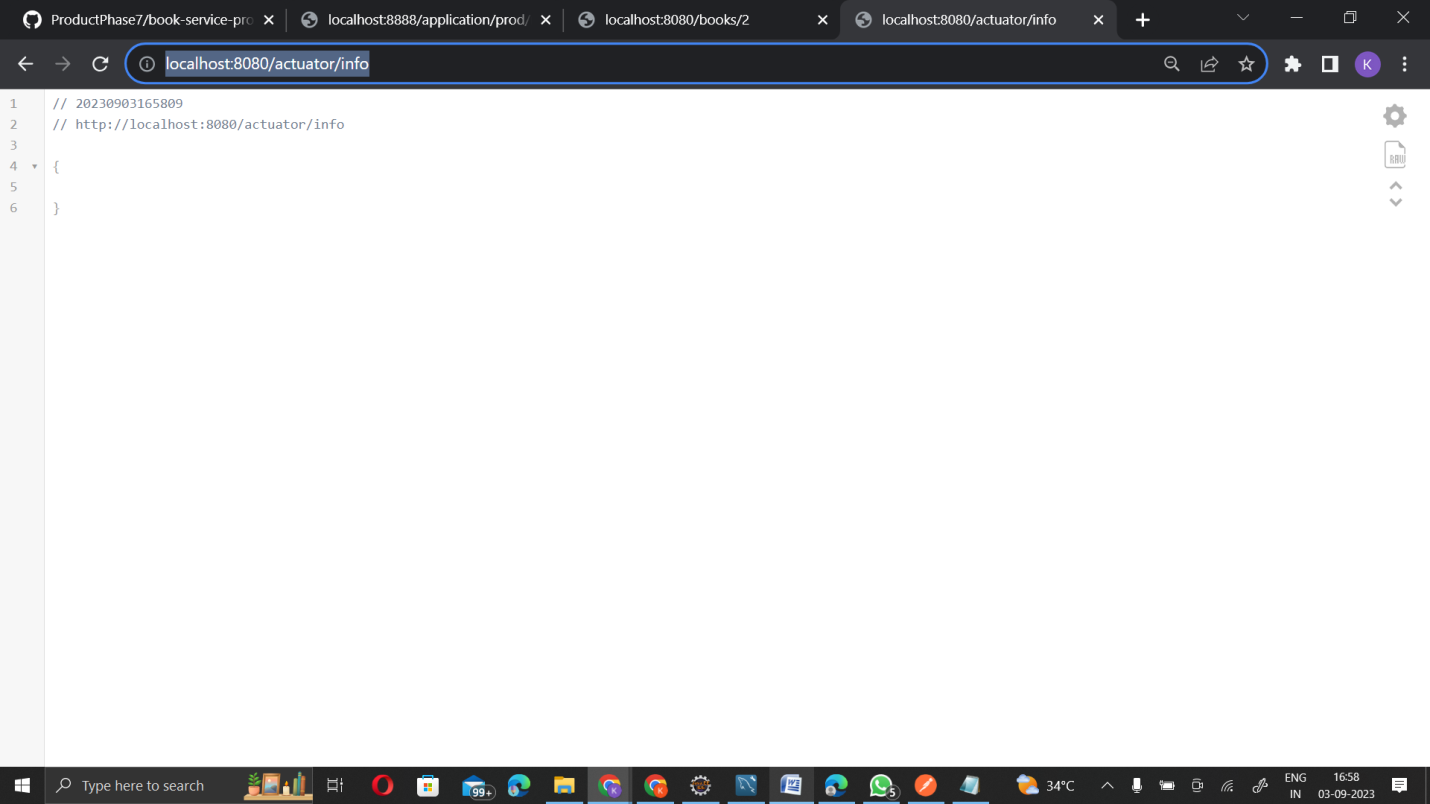 ProductPhase7/book-service-pro
localhost:8888/application/prod/
localhost:8080/books/2
localhost:8080/actuator/info
localhost:8080/actuator/info
K
1 // 20230903165809
2 // http://localhost:8080/actuator/info
3
4 {
5
6 }
RAW
Type here to search
99+
K
K
5
34°C
ENG
IN
16:58
03-09-2023